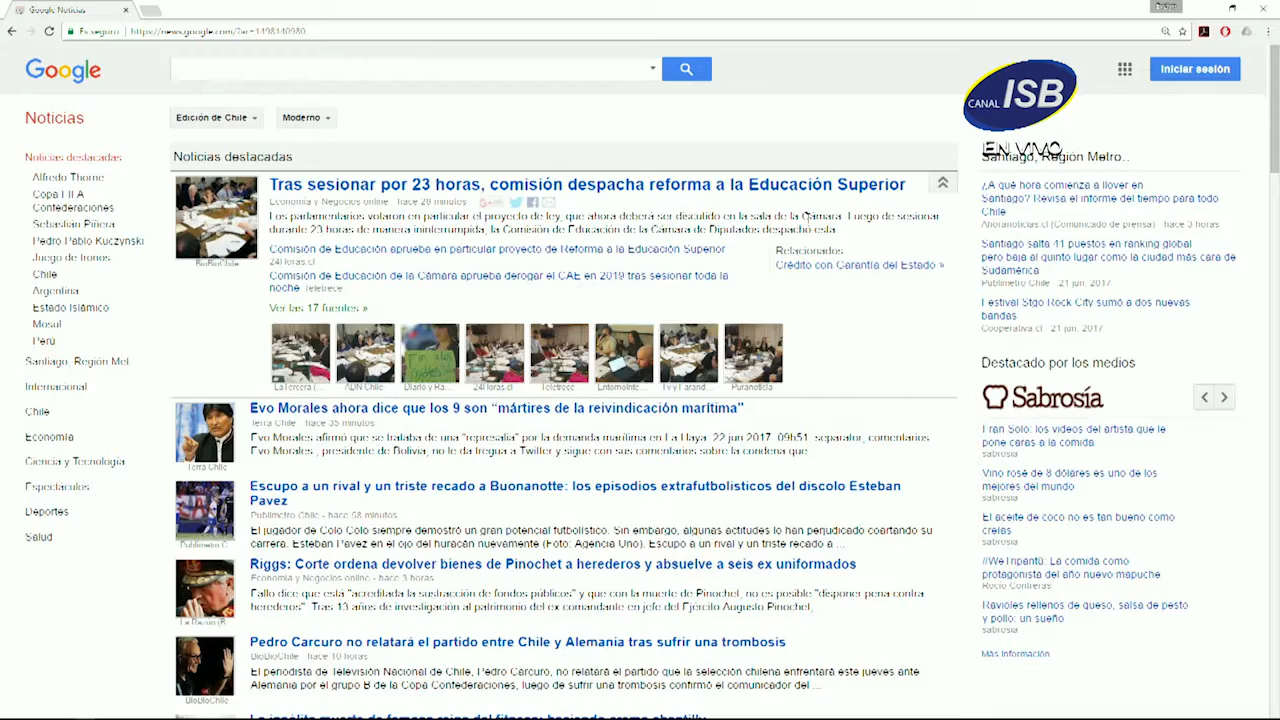 Google Noticias
Es seguro https://news.google.com/?ar=1498140980
Google
Iniciar sesión
CANAL ISB
EN VIVO
Noticias
Edición de Chile
Moderno
Noticias destacadas
Alfredo Thorne
Copa FIFA
Confederaciones
Sebastián Piñera
Pedro Pablo Kuczynski
Juego de tronos
Chile
Argentina
Estado Islámico
Mosul
Perú
Santiago, Región Met
Internacional
Chile
Economía
Ciencia y Tecnología
Espectáculos
Deportes
Salud
Noticias destacadas
Tras sesionar por 23 horas, comisión despacha reforma a la Educación Superior
Economía y Negocios online - hace 20 minutos
Los parlamentarios votaron en particular el proyecto de ley, que ahora deberá ser discutido en la sala de la Cámara. Luego de sesionar
durante 23 horas de manera ininterrumpida, la Comisión de Educación de la Cámara de Diputados despachó esta
BioBioChile
Comisión de Educación aprueba en particular proyecto de Reforma a la Educación Superior
24Horas.cl
Comisión de Educación de la Cámara aprueba derogar el CAE en 2019 tras sesionar toda la
noche Teletrece
Relacionados
Crédito con Garantía del Estado »
Ver las 17 fuentes »
LaTercera (...
ADN Chile
Diario y Ra...
24Horas.cl
Teletrece
EntornoInte...
Tv y Farand...
Puranoticia
Evo Morales ahora dice que los 9 son “mártires de la reivindicación marítima”
Terra Chile - hace 35 minutos
Evo Morales afirmó que se trataba de una "represalia" por la demanda marítima en La Haya. 22 jun 2017 09h51. separator, comentarios
Evo Morales , presidente de Bolivia, no le da tregua a Twitter y sigue con sus comentarios sobre la condena que
Terra Chile
Escupo a un rival y un triste recado a Buonanotte: los episodios extrafutbolísticos del díscolo Esteban
Pavez
Publimetro Chile - hace 58 minutos
El jugador de Colo Colo siempre demostró un gran potencial futbolístico. Sin embargo, algunas actitudes lo han perjudicado coartando su
carrera. Esteban Pavez en el ojo del huracán nuevamente (Foto: Agencia Uno). Escupo a un rival y un triste recado a ...
Publimetro C
Riggs: Corte ordena devolver bienes de Pinochet a herederos y absuelve a seis ex uniformados
Economía y Negocios online - hace 3 horas
Fallo dice que está "acreditada la sustracción de fondos públicos" y que con la muerte de Pinochet, no es posible "disponer pena contra
herederos". Tras 13 años de investigación al patrimonio del ex comandante en jefe del Ejército Augusto Pinochet,
La Razón (R
Pedro Carcuro no relatará el partido entre Chile y Alemania tras sufrir una trombosis
BioBioChile - hace 10 horas
El periodista de Televisión Nacional de Chile, Pedro Carcuro, no relatará el partido que la selección chilena enfrentará este jueves ante
Alemania por el grupo B de la Copa Confederaciones, luego de sufrir una trombosis confirmó el comunicador del ...
BioBioChile
Santiago, Región Metro...
¿A qué hora comienza a llover en
Santiago? Revisa el informe del tiempo para todo
Chile
Ahoranoticias.cl (Comunicado de prensa) - hace 3 horas
Santiago salta 41 puestos en ranking global
pero baja al quinto lugar como la ciudad más cara de
Sudamérica
Publimetro Chile - 21 jun. 2017
Festival Stgo Rock City sumó a dos nuevas
bandas
Cooperativa.cl - 21 jun. 2017
Destacado por los medios
Sabrosía
Fran Solo: los videos del artista que le
pone caras a la comida
sabrosia
Vino rosé de 8 dólares es uno de los
mejores del mundo
sabrosia
El aceite de coco no es tan bueno como
creías
sabrosia
#WeTripantü: La comida como
protagonista del año nuevo mapuche
Rocío Contreras
Ravioles rellenos de queso, salsa de pesto
y pollo: un sueño
sabrosia
Más información